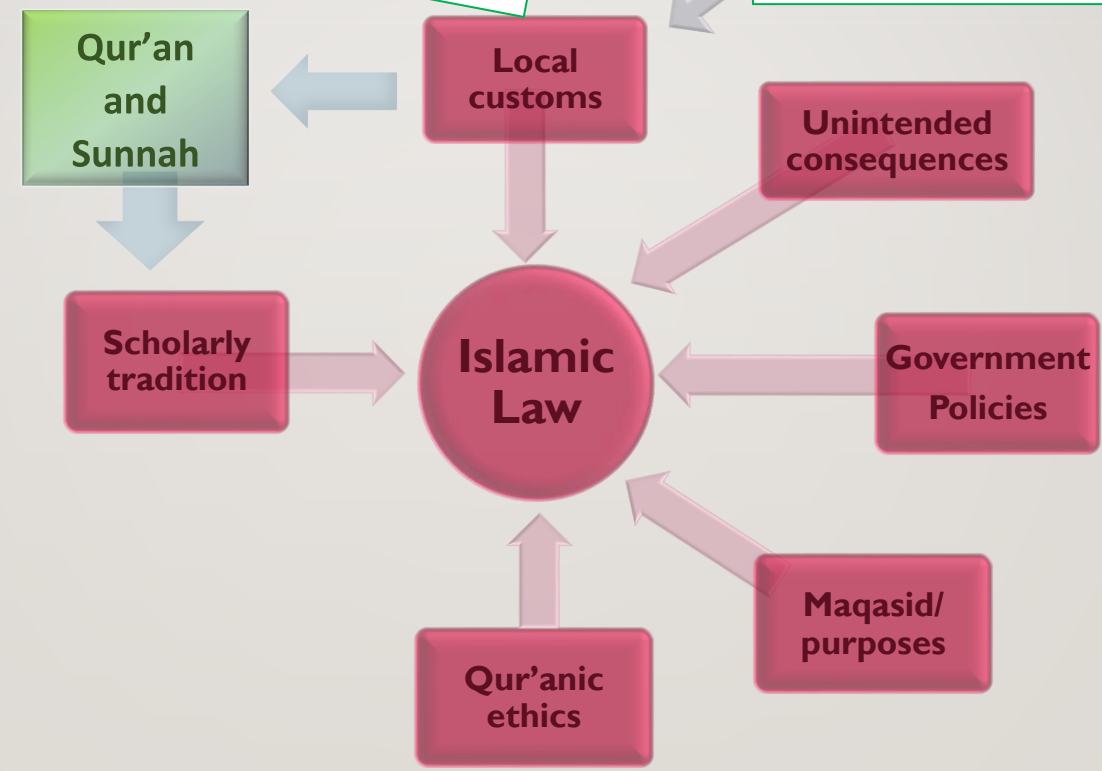 Qur’an
and
Sunnah
Local
customs
Unintended
consequences
Scholarly
tradition
Islamic
Law
Government
Policies
Maqasid/
purposes
Qur’anic
ethics